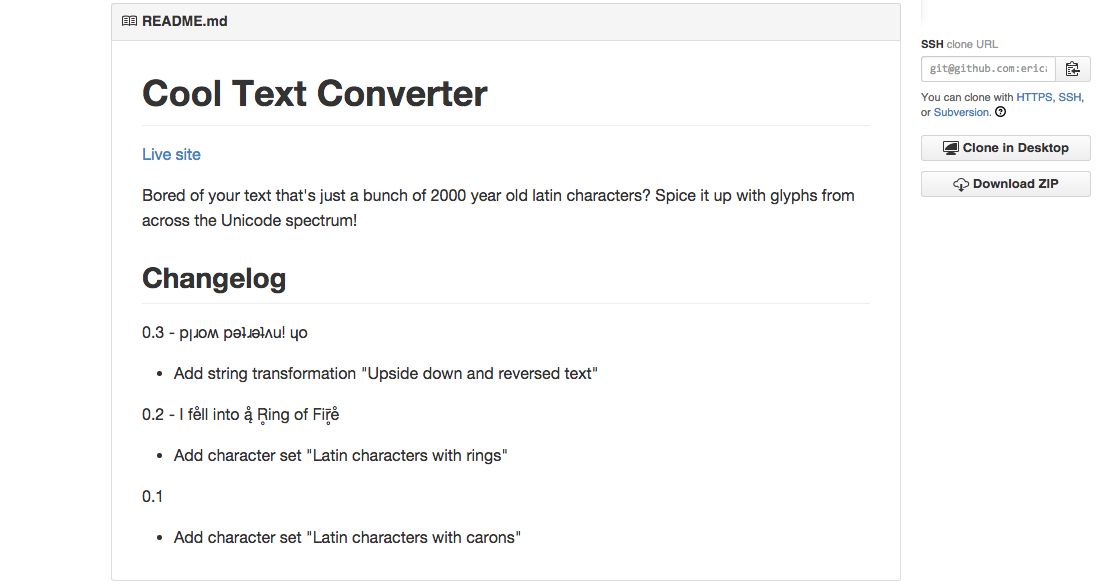 README.md
Cool Text Converter
Live site
Bored of your text that's just a bunch of 2000 year old latin characters? Spice it up with glyphs from
across the Unicode spectrum!
Changelog
0.3 - pןɹoʍ pǝʇɹǝʇʌu! ɥo
• Add string transformation "Upside down and reversed text"
0.2 - I fe̊ll into ą̊ R̥ing of Fir̥̄e̊
• Add character set "Latin characters with rings"
0.1
• Add character set "Latin characters with carons"
SSH clone URL
git@github.com:eric
You can clone with HTTPS, SSH,
or Subversion.
Clone in Desktop
Download ZIP